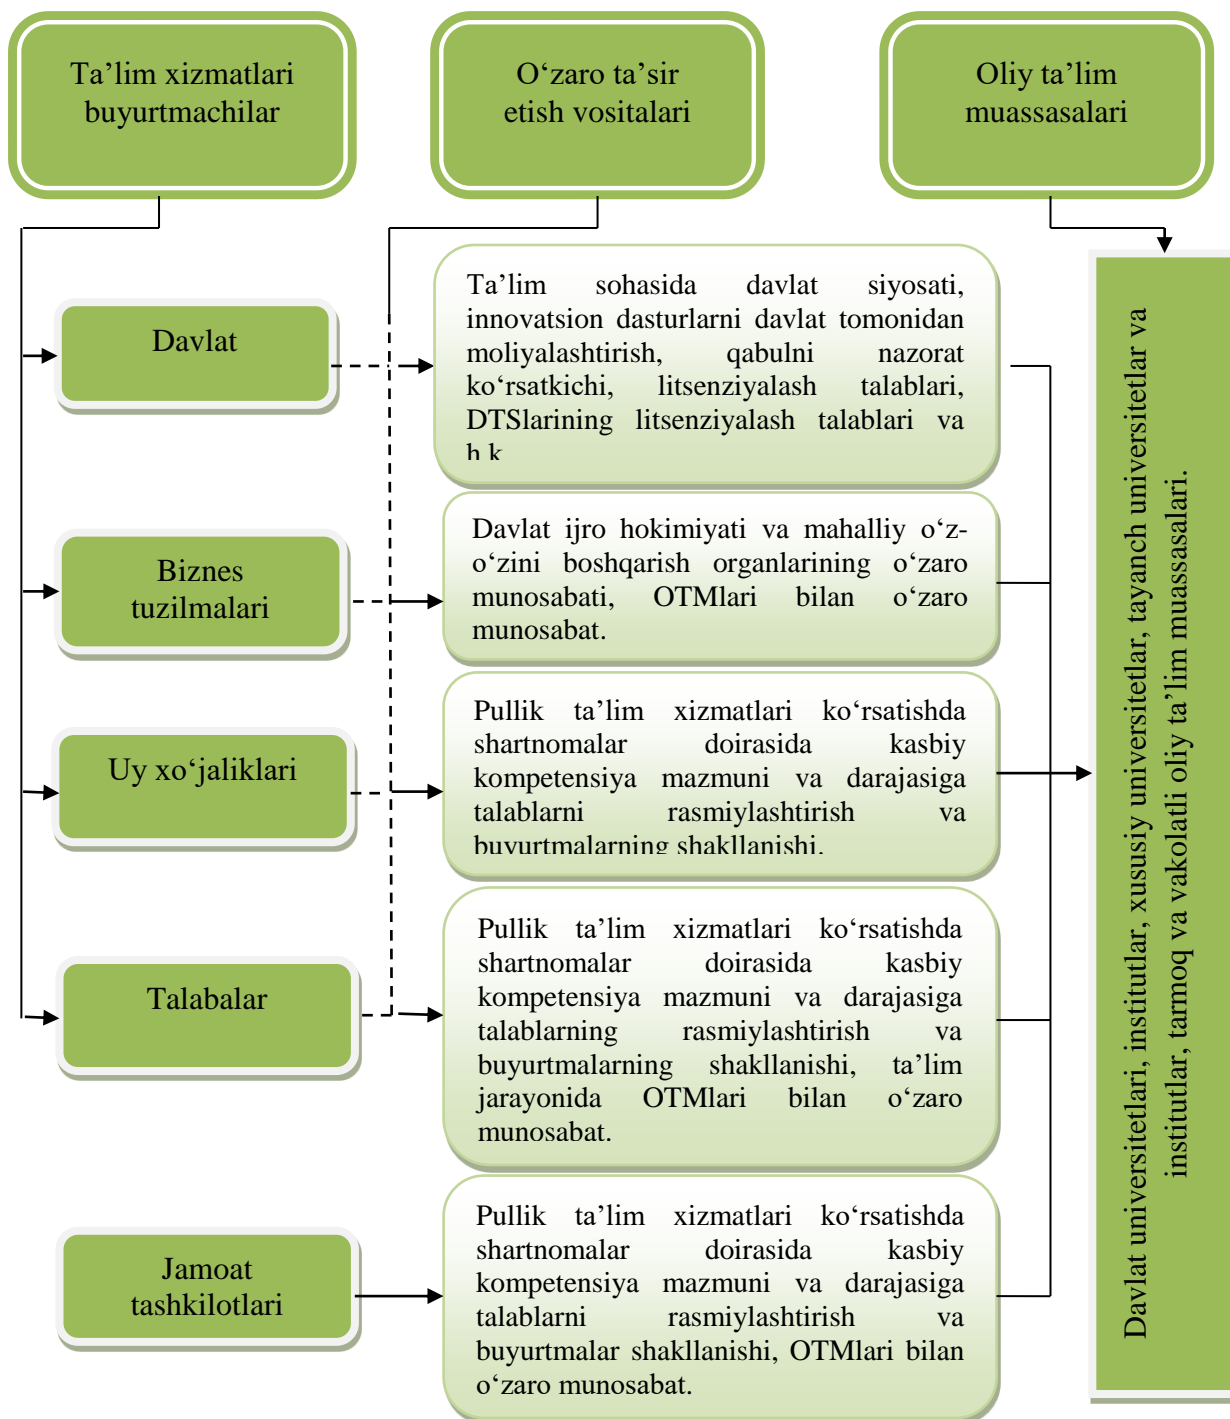 Ta’lim xizmatlari
buyurtmachilar
O‘zaro ta’sir
etish vositalari
Oliy ta’lim
muassasalari
Davlat
Ta’lim sohasida davlat siyosati,
innovatsion dasturlarni davlat tomonidan
moliyalashtirish, qabulni nazorat
ko‘rsatkichi, litsenziyalash talablari,
DTSlarining litsenziyalash talablari va
h.k
Biznes
tuzilmalari
Davlat ijro hokimiyati va mahalliy o‘z-
o‘zini boshqarish organlarining o‘zaro
munosabati, OTMlari bilan o‘zaro
munosabat.
Uy xo‘jaliklari
Pullik ta’lim xizmatlari ko‘rsatishda
shartnomalar doirasida kasbiy
kompetensiya mazmuni va darajasiga
talablarni rasmiylashtirish va
buyurtmalarning shakllanishi.
Talabalar
Pullik ta’lim xizmatlari ko‘rsatishda
shartnomalar doirasida kasbiy
kompetensiya mazmuni va darajasiga
talablarning rasmiylashtirish va
buyurtmalarning shakllanishi, ta’lim
jarayonida OTMlari bilan o‘zaro
munosabat.
Jamoat
tashkilotlari
Pullik ta’lim xizmatlari ko‘rsatishda
shartnomalar doirasida kasbiy
kompetensiya mazmuni va darajasiga
talablarni rasmiylashtirish va
buyurtmalar shakllanishi, OTMlari bilan
o‘zaro munosabat.
Davlat universitetlari, institutlar, xususiy universitetlar, tayanch universitetlar va
institutlar, tarmoq va vakolatli oliy ta’lim muassasalari.